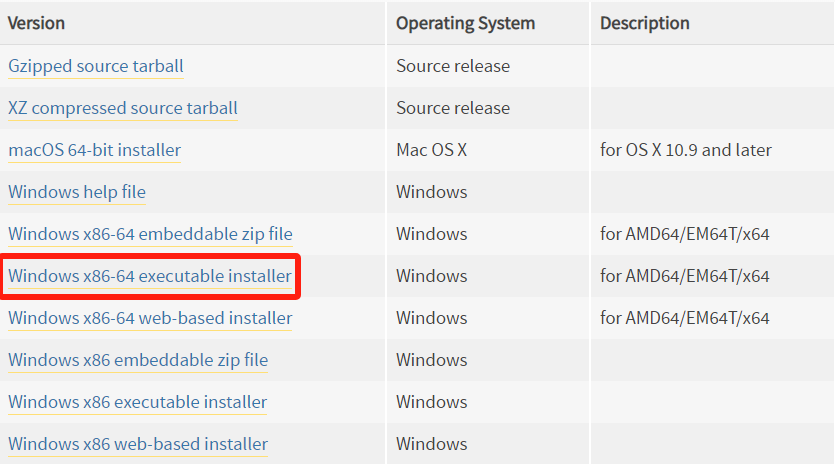 Version Operating System Description
Gzipped source tarball Source release
XZ compressed source tarball Source release
macOS 64-bit installer Mac OS X for OS X 10.9 and later
Windows help file Windows
Windows x86-64 embeddable zip file Windows for AMD64/EM64T/x64
Windows x86-64 executable installer Windows for AMD64/EM64T/x64
Windows x86-64 web-based installer Windows for AMD64/EM64T/x64
Windows x86 embeddable zip file Windows
Windows x86 executable installer Windows
Windows x86 web-based installer Windows